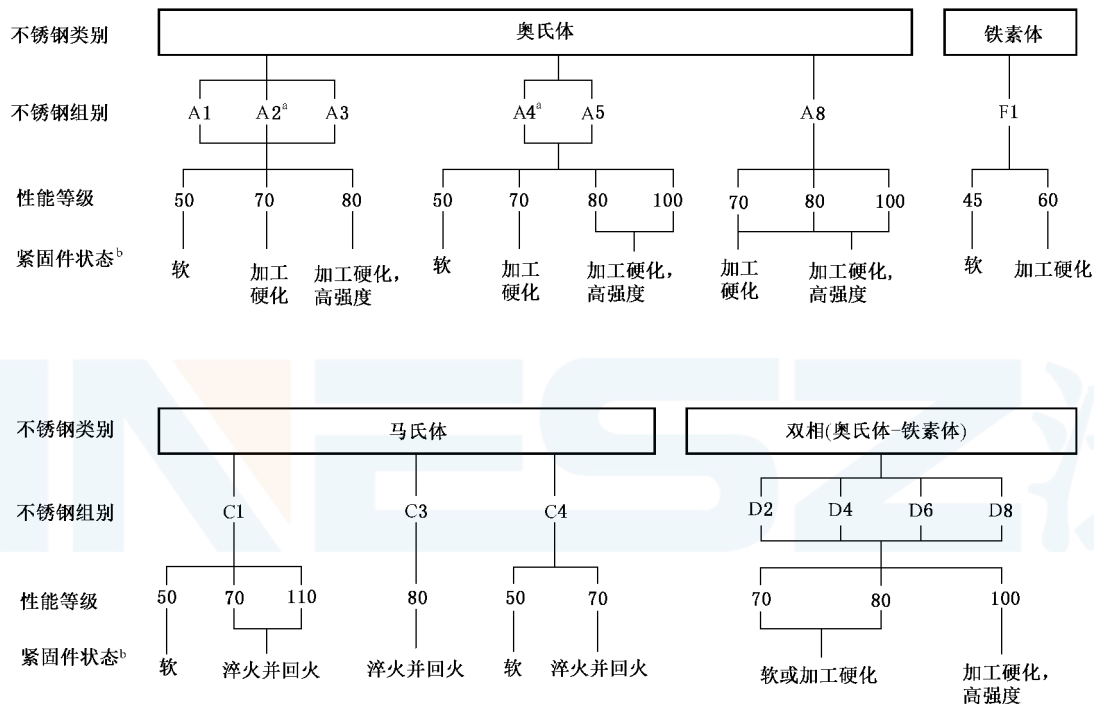 不锈钢类别 奥氏体 铁素体
不锈钢组别 A1 A2ᵃ A3 A4ᵃ A5 A8 F1
性能等级 50 70 80 50 70 80 100 70 80 100 45 60
紧固件状态ᵇ 软 加工 加工硬化， 软 加工 加工硬化， 加工 加工硬化， 软 加工硬化
硬化 高强度 硬化 高强度 硬化 高强度
不锈钢类别 马氏体 双相(奥氏体-铁素体)
不锈钢组别 C1 C3 C4 D2 D4 D6 D8
性能等级 50 70 110 80 50 70 70 80 100
紧固件状态ᵇ 软 淬火并回火 淬火并回火 软 淬火并回火 软或加工硬化 加工硬化，
高强度